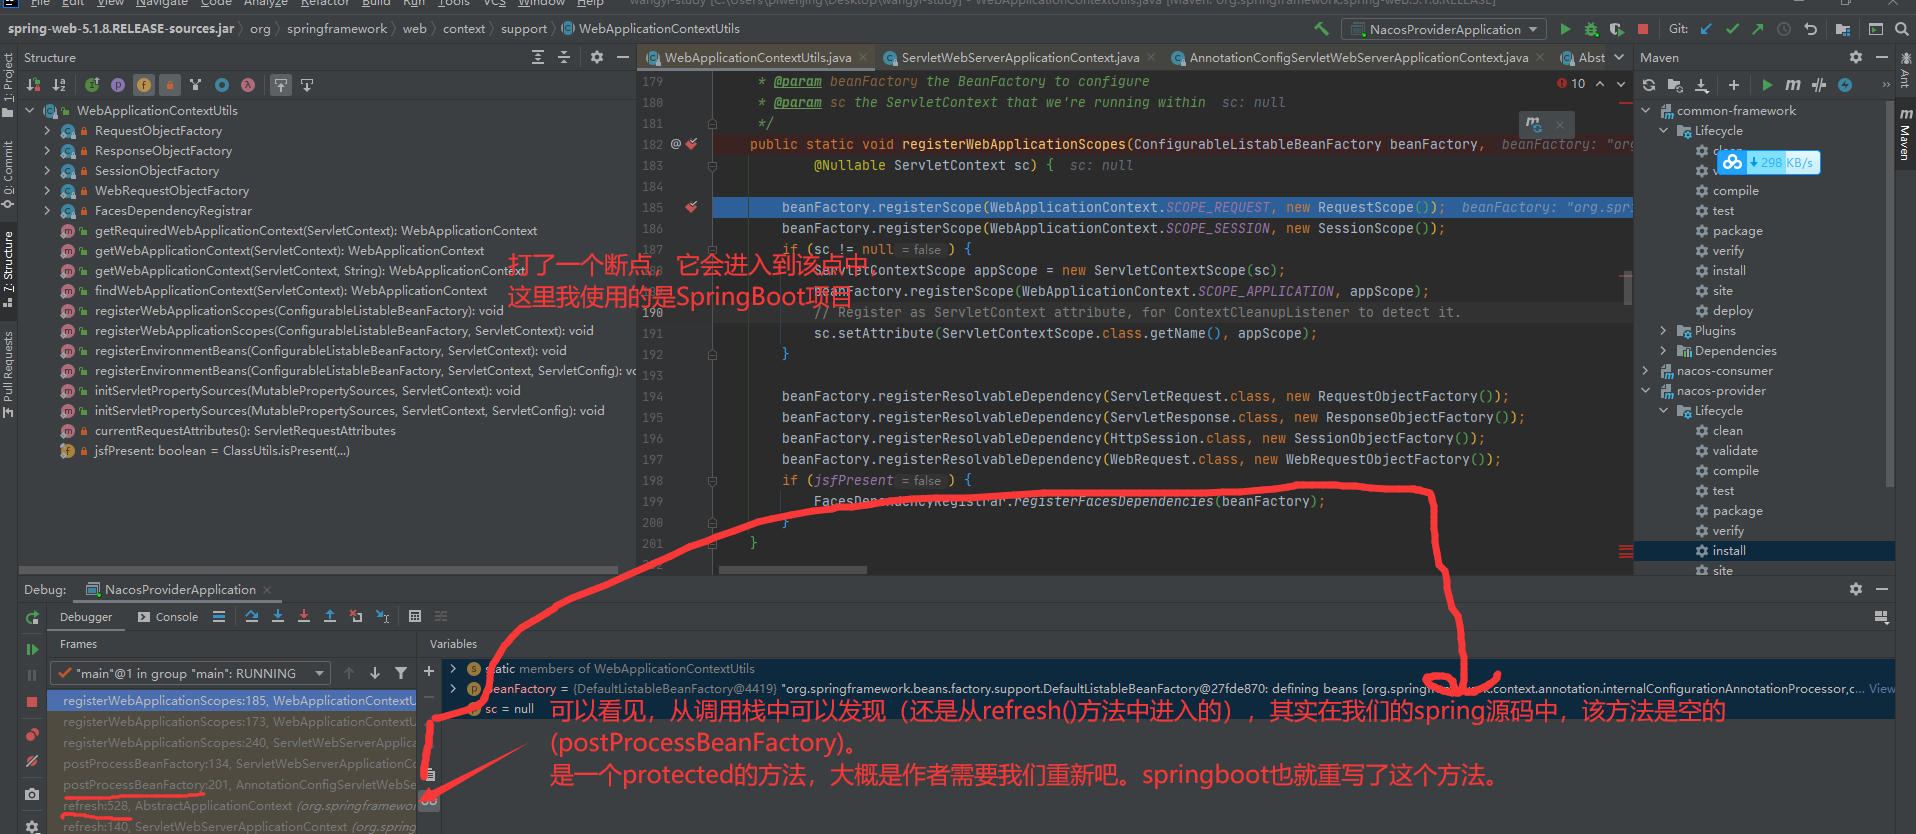 File Edit View Navigate Code Analyze Refactor Build Run Tools VCS Window Help
spring-web-5.1.8.RELEASE-sources.jar org springframework web context support WebApplicationContextUtils
NacosProviderApplication Git:
Structure
WebApplicationContextUtils.java ServletWebServerApplicationContext.java AnnotationConfigServletWebServerApplicationContext.java Abst
Maven
1: Project
0: Commit
7: Structure
Pull Requests
Ant
Maven
WebApplicationContextUtils
RequestObjectFactory
ResponseObjectFactory
SessionObjectFactory
WebRequestObjectFactory
FacesDependencyRegistrar
getRequiredWebApplicationContext(ServletContext): WebApplicationContext
getWebApplicationContext(ServletContext): WebApplicationContext
getWebApplicationContext(ServletContext, String): WebApplicationContext
findWebApplicationContext(ServletContext): WebApplicationContext
registerWebApplicationScopes(ConfigurableListableBeanFactory): void
registerWebApplicationScopes(ConfigurableListableBeanFactory, ServletContext): void
registerEnvironmentBeans(ConfigurableListableBeanFactory, ServletContext): void
registerEnvironmentBeans(ConfigurableListableBeanFactory, ServletContext, ServletConfig): vo
initServletPropertySources(MutablePropertySources, ServletContext): void
initServletPropertySources(MutablePropertySources, ServletContext, ServletConfig): void
currentRequestAttributes(): ServletRequestAttributes
jsfPresent: boolean = ClassUtils.isPresent(...)
10
179 * @param beanFactory the BeanFactory to configure
180 * @param sc the ServletContext that we're running within sc: null
181 */
182 @ public static void registerWebApplicationScopes(ConfigurableListableBeanFactory beanFactory, beanFactory: "org
183 @Nullable ServletContext sc) { sc: null
184
185 beanFactory.registerScope(WebApplicationContext.SCOPE_REQUEST, new RequestScope()); beanFactory: "org.spri
186 beanFactory.registerScope(WebApplicationContext.SCOPE_SESSION, new SessionScope());
187 if (sc != null = false ) {
ServletContextScope appScope = new ServletContextScope(sc);
beanFactory.registerScope(WebApplicationContext.SCOPE_APPLICATION, appScope);
190 // Register as ServletContext attribute, for ContextCleanupListener to detect it.
191 sc.setAttribute(ServletContextScope.class.getName(), appScope);
192 }
193
194 beanFactory.registerResolvableDependency(ServletRequest.class, new RequestObjectFactory());
195 beanFactory.registerResolvableDependency(ServletResponse.class, new ResponseObjectFactory());
196 beanFactory.registerResolvableDependency(HttpSession.class, new SessionObjectFactory());
197 beanFactory.registerResolvableDependency(WebRequest.class, new WebRequestObjectFactory());
198 if (jsfPresent = false ) {
199 FacesDependencyRegistrar.registerFacesDependencies(beanFactory);
200 }
201 }
打了一个断点，它会进入到该点中，
这里我使用的是SpringBoot项目
common-framework
Lifecycle
298 KB/s
compile
test
package
verify
install
site
deploy
Plugins
Dependencies
nacos-consumer
nacos-provider
Lifecycle
clean
validate
compile
test
package
verify
install
site
Debug: NacosProviderApplication
Debugger Console
Frames
Variables
"main"@1 in group "main": RUNNING
registerWebApplicationScopes:185, WebApplicationContextU
registerWebApplicationScopes:173, WebApplicationContextU
registerWebApplicationScopes:240, ServletWebServerApplica
postProcessBeanFactory:134, ServletWebServerApplicationCo
postProcessBeanFactory:201, AnnotationConfigServletWebSe
refresh:528, AbstractApplicationContext (org.springframewor
refresh:140, ServletWebServerApplicationContext (org.spring
static members of WebApplicationContextUtils
beanFactory = {DefaultListableBeanFactory@4419} "org.springframework.beans.factory.support.DefaultListableBeanFactory@27fde870: defining beans [org.springframework.context.annotation.internalConfigurationAnnotationProcessor,c... View
sc = null
可以看见，从调用栈中可以发现（还是从refresh()方法中进入的），其实在我们的spring源码中，该方法是空的
(postProcessBeanFactory)。
是一个protected的方法，大概是作者需要我们重新吧。springboot也就重写了这个方法。